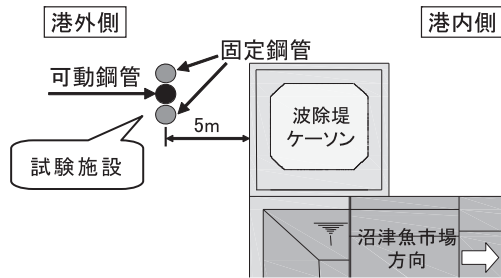 港外側
港内側
固定鋼管
可動鋼管
5m
波除堤
ケーソン
試験施設
沼津魚市場
方向